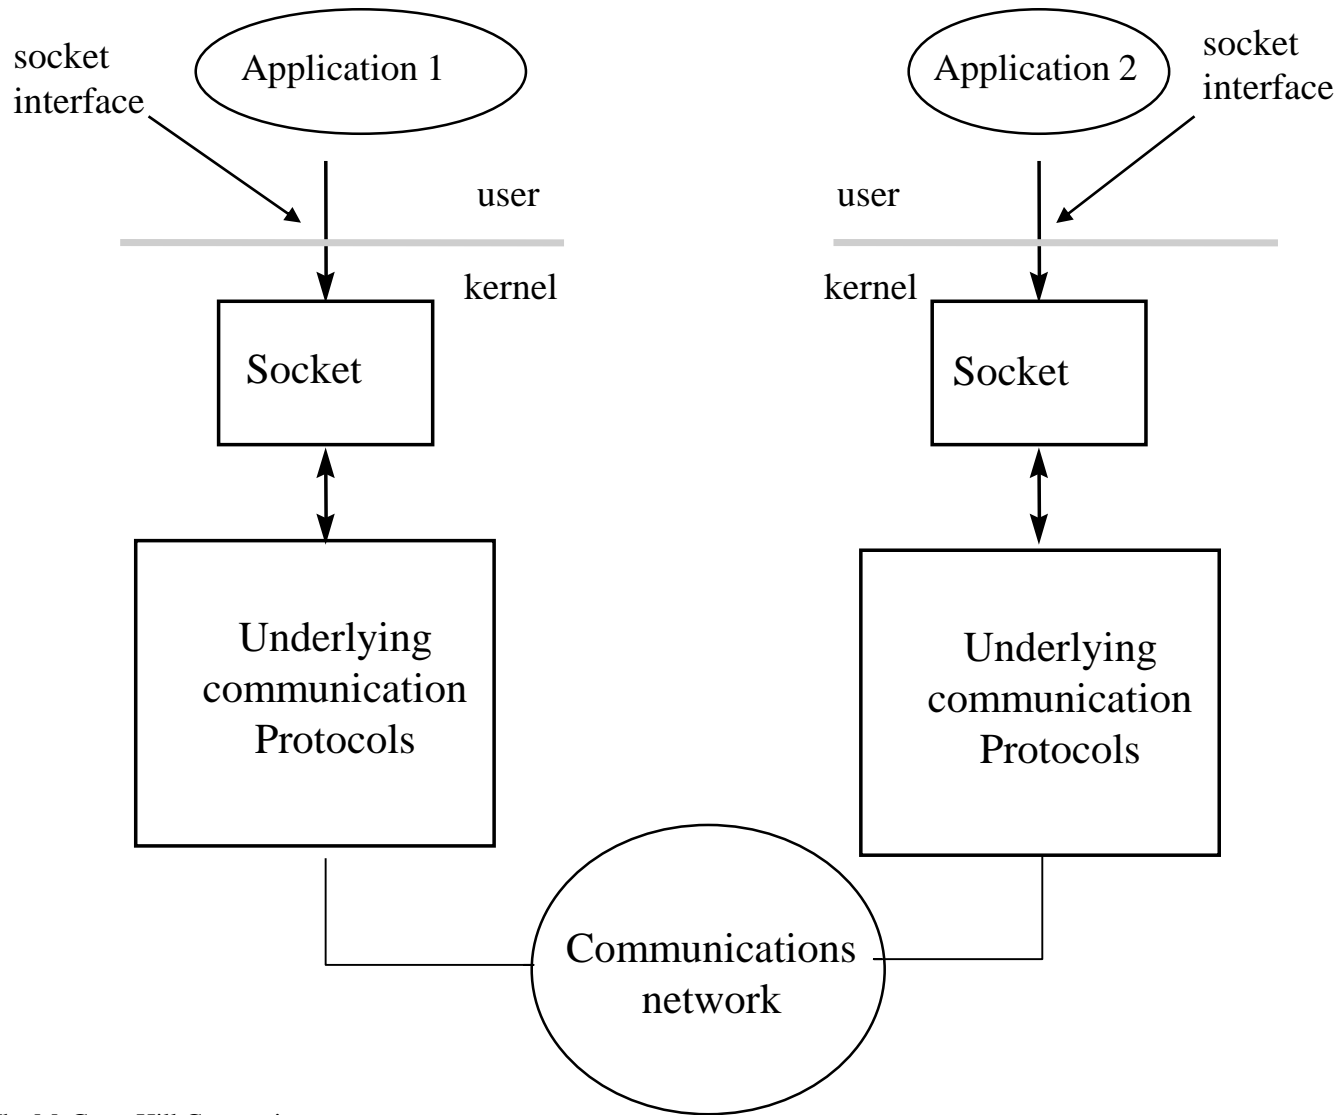 socket
interface
Application 1
Application 2
socket
interface
user
user
kernel
kernel
Socket
Socket
Underlying
communication
Protocols
Underlying
communication
Protocols
Communications
network